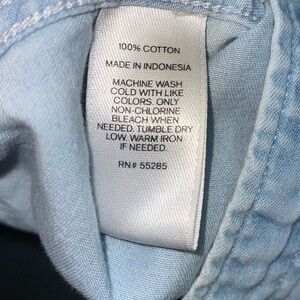 100% COTTON
MADE IN INDONESIA
MACHINE WASH
COLD WITH LIKE
COLORS. ONLY
NON-CHLORINE
BLEACH WHEN
NEEDED. TUMBLE DRY
LOW. WARM IRON
IF NEEDED.
RN# 55285